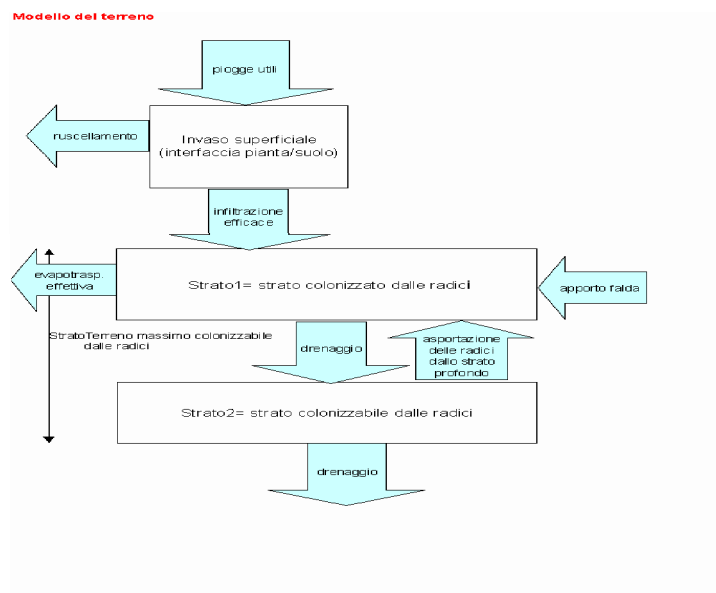 Modello del terreno
piogge utili
ruscellamento
Invaso superficiale
(interfaccia pianta/suolo)
infiltrazione
efficace
evapotrasp.
effettiva
Strato1= strato colonizzato dalle radici
apporto falda
StratoTerreno massimo colonizzabile
dalle radici
drenaggio
asportazione
delle radici
dallo strato
profondo
Strato2= strato colonizzabile dalle radici
drenaggio